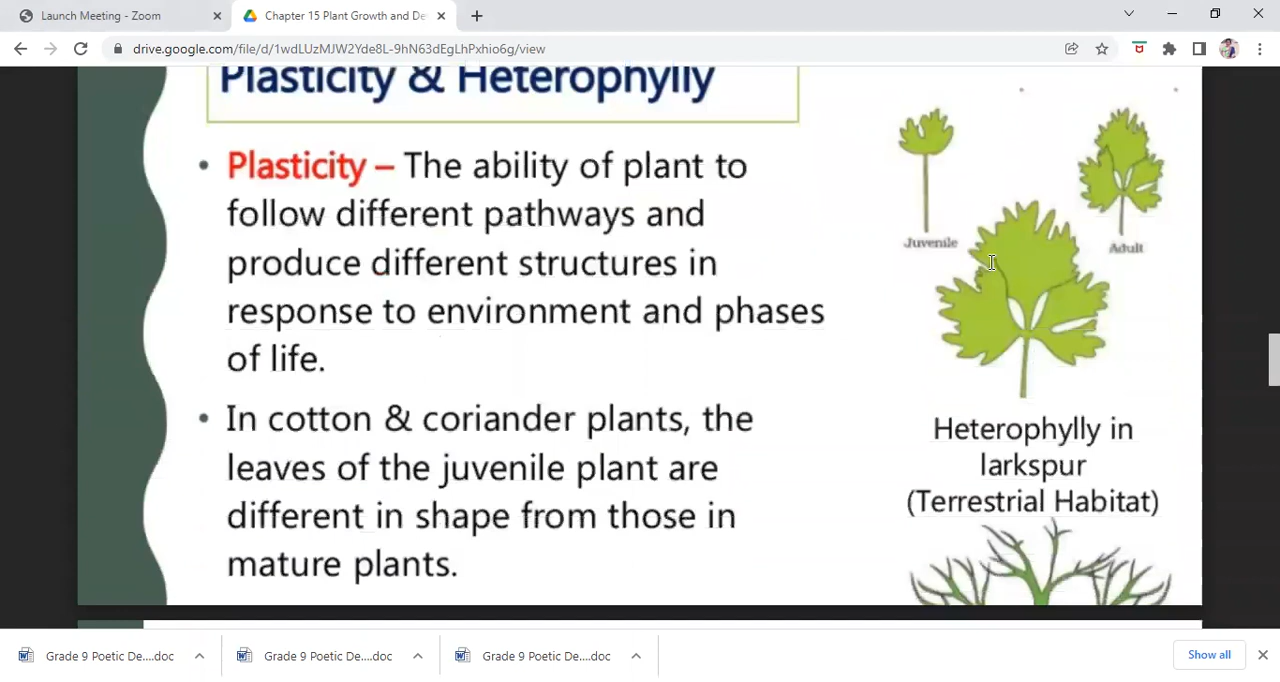 Launch Meeting - Zoom
Chapter 15 Plant Growth and De
drive.google.com/file/d/1wdLUzMJW2Yde8L-9hN63dEgLhPxhio6g/view
Plasticity & Heterophylly
• Plasticity – The ability of plant to
follow different pathways and
produce different structures in
response to environment and phases
of life.
• In cotton & coriander plants, the
leaves of the juvenile plant are
different in shape from those in
mature plants.
Juvenile
Adult
Heterophylly in
larkspur
(Terrestrial Habitat)
Grade 9 Poetic De....doc
Grade 9 Poetic De....doc
Grade 9 Poetic De....doc
Show all